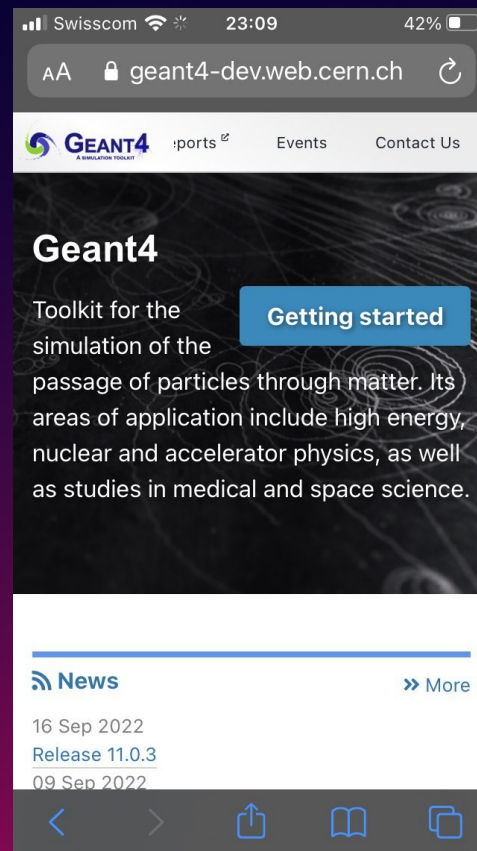 Swisscom 23:09 42%
AA geant4-dev.web.cern.ch
GEANT4 Events Contact Us
A SIMULATION TOOLKIT
Geant4
Toolkit for the
Getting started
simulation of the
passage of particles through matter. Its
areas of application include high energy,
nuclear and accelerator physics, as well
as studies in medical and space science.
News
More
16 Sep 2022
Release 11.0.3
09 Sep 2022